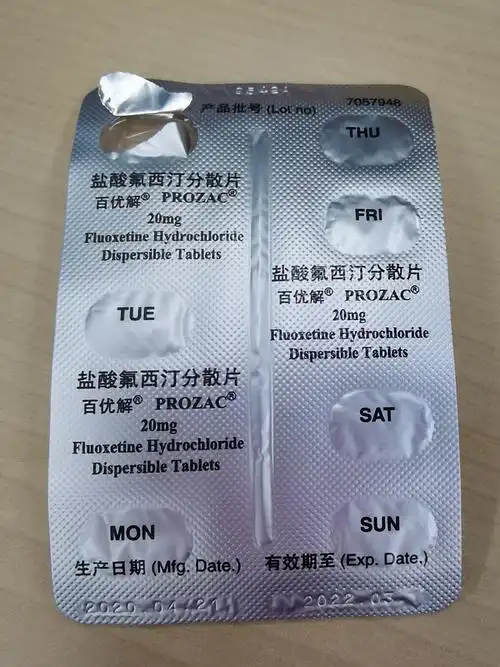 产品批号 (Lot no)
7057948
THU
盐酸氟西汀分散片
百优解® PROZAC®
20mg
Fluoxetine Hydrochloride
Dispersible Tablets
FRI
TUE
盐酸氟西汀分散片
百优解® PROZAC®
20mg
Fluoxetine Hydrochloride
Dispersible Tablets
盐酸氟西汀分散片
百优解® PROZAC®
20mg
Fluoxetine Hydrochloride
Dispersible Tablets
SAT
MON
SUN
生产日期 (Mfg. Date.)
有效期至 (Exp. Date.)
2020.04/21